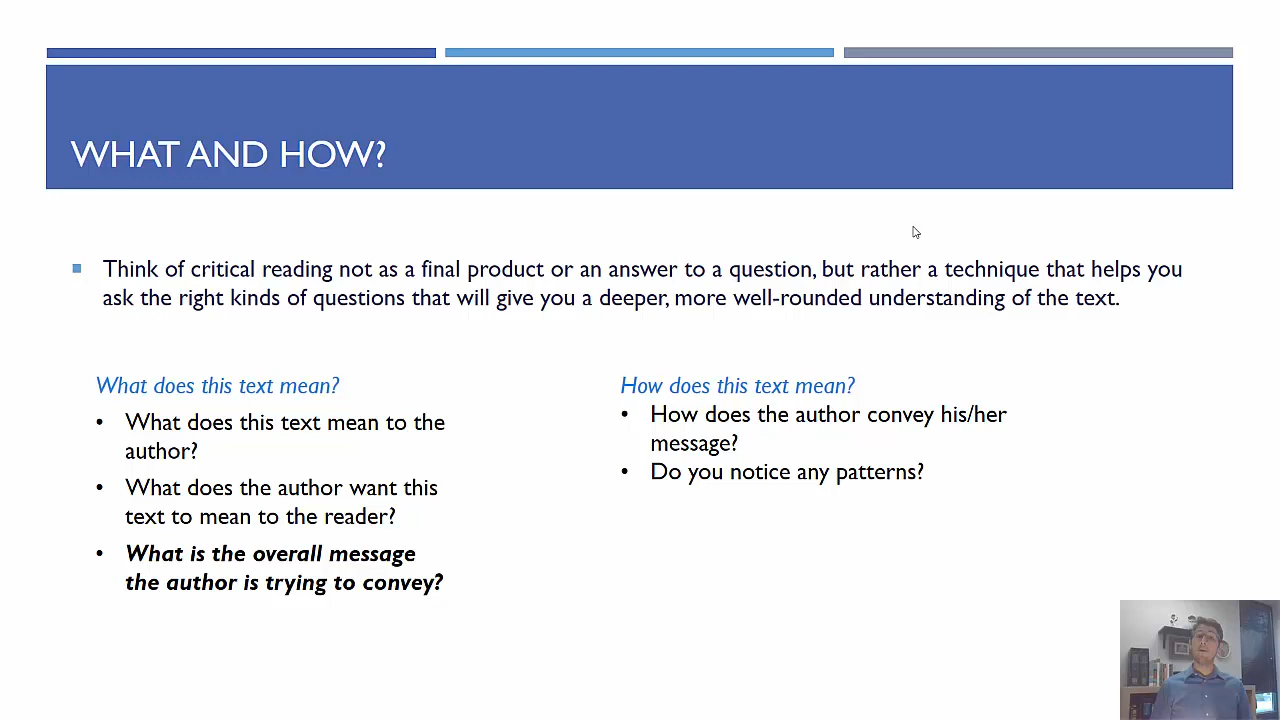 WHAT AND HOW?
Think of critical reading not as a final product or an answer to a question, but rather a technique that helps you
ask the right kinds of questions that will give you a deeper, more well-rounded understanding of the text.
What does this text mean?
• What does this text mean to the
author?
• What does the author want this
text to mean to the reader?
• What is the overall message
the author is trying to convey?
How does this text mean?
• How does the author convey his/her
message?
• Do you notice any patterns?